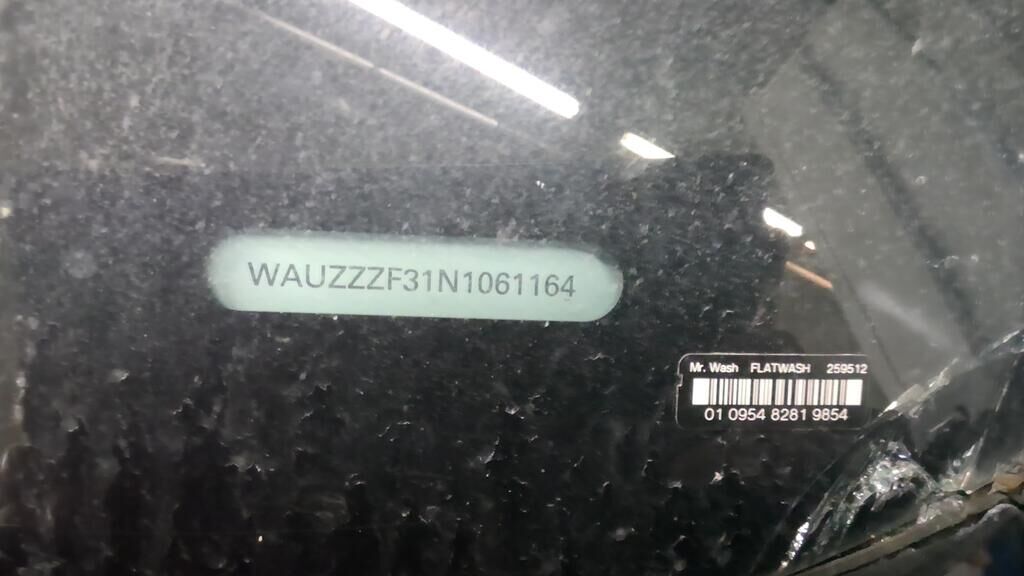 WAUZZZF31N1061164
Mr. Wash FLATWASH 259512
01 0954 8281 9854